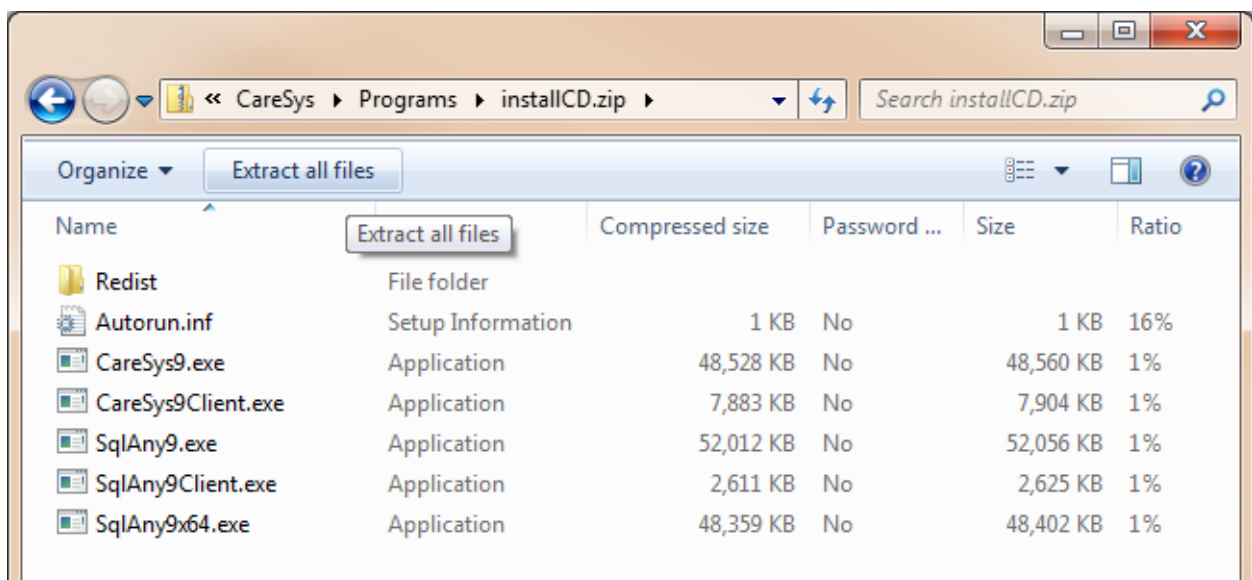 « CareSys ▸ Programs ▸ installCD.zip ▸ Search installCD.zip
Organize ▾ Extract all files
Name Compressed size Password ... Size Ratio
Extract all files
Redist File folder
Autorun.inf Setup Information 1 KB No 1 KB 16%
CareSys9.exe Application 48,528 KB No 48,560 KB 1%
CareSys9Client.exe Application 7,883 KB No 7,904 KB 1%
SqlAny9.exe Application 52,012 KB No 52,056 KB 1%
SqlAny9Client.exe Application 2,611 KB No 2,625 KB 1%
SqlAny9x64.exe Application 48,359 KB No 48,402 KB 1%